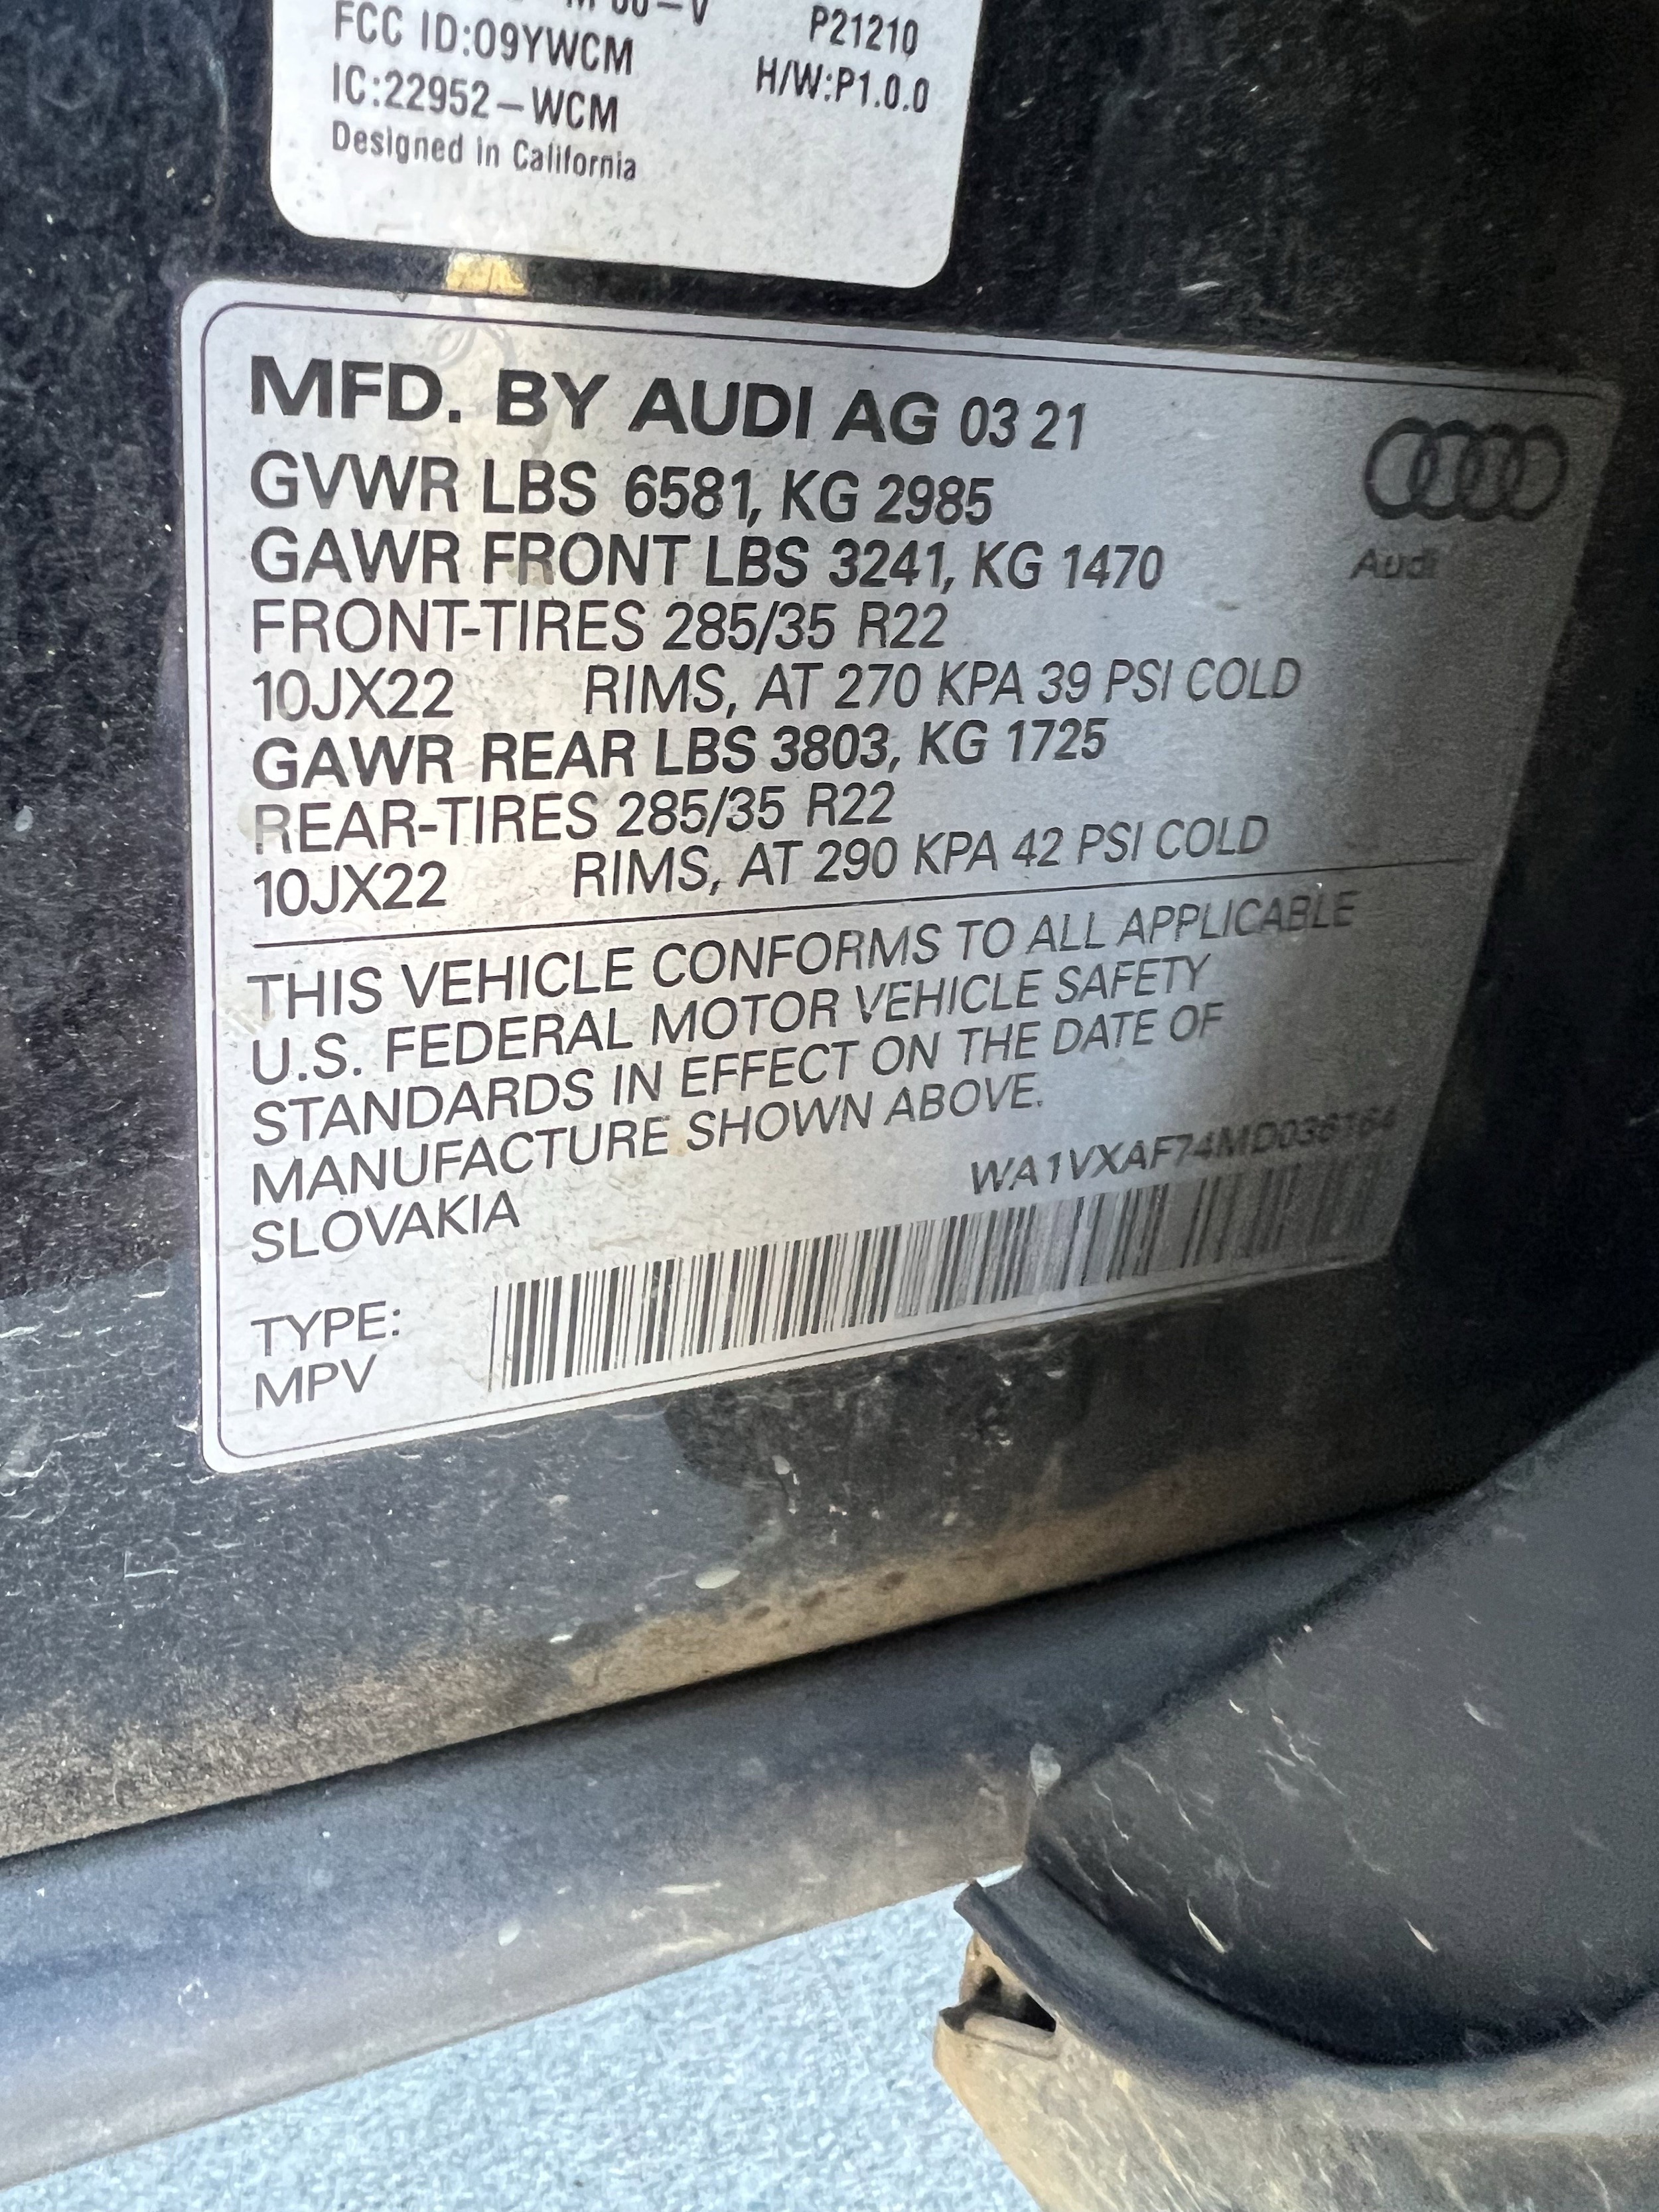 P21210
FCC ID:O9YWCM
H/W:P1.0.0
IC:22952-WCM
Designed in California
MFD. BY AUDI AG 03 21
GVWR LBS 6581, KG 2985
GAWR FRONT LBS 3241, KG 1470
Audi
FRONT-TIRES 285/35 R22
10JX22 RIMS, AT 270 KPA 39 PSI COLD
GAWR REAR LBS 3803, KG 1725
REAR-TIRES 285/35 R22
10JX22 RIMS, AT 290 KPA 42 PSI COLD
THIS VEHICLE CONFORMS TO ALL APPLICABLE
U.S. FEDERAL MOTOR VEHICLE SAFETY
STANDARDS IN EFFECT ON THE DATE OF
MANUFACTURE SHOWN ABOVE.
SLOVAKIA
TYPE:
MPV